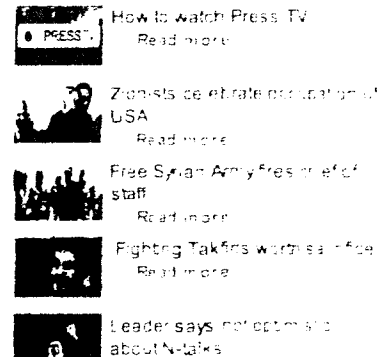 How to watch Press TV
PRESS
Read more
Zionists celebrate occupation of
USA
Read more
Free Syrian Army fires chief of
staff
Read more
Fighting Takfiris worth sacrifice
Read more
Leader says not optimistic
about N-talks